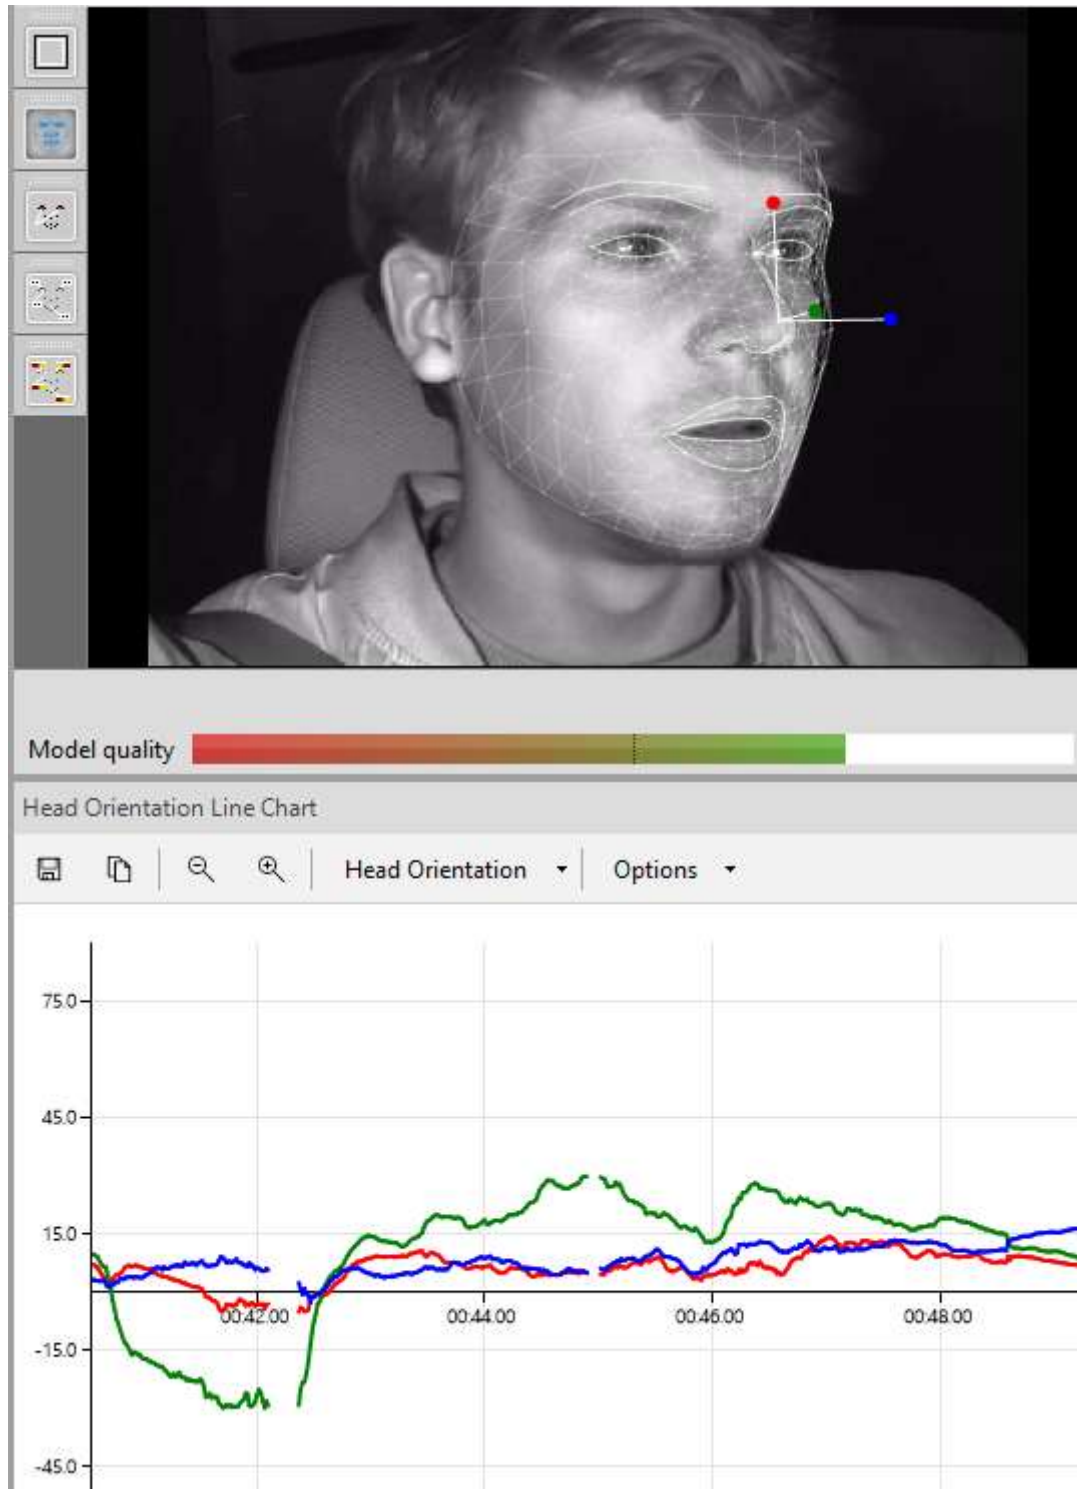 Model quality
Head Orientation Line Chart
Head Orientation Options
75.0
45.0
15.0
00:42:00 00:44:00 00:46:00 00:48:00
-15.0
-45.0